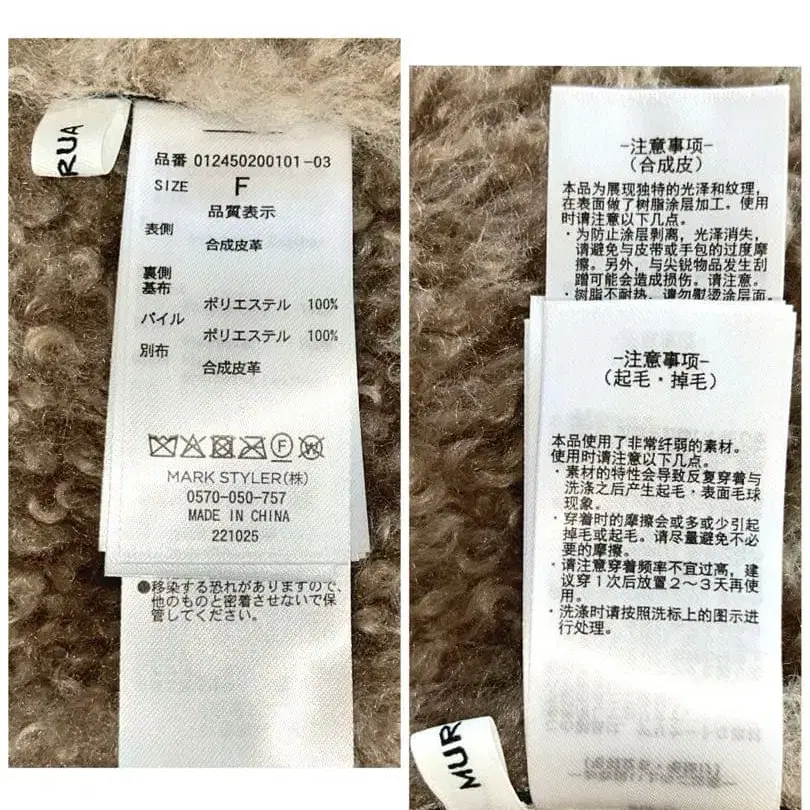 RUA
品番 012450200101-03
SIZE F
品質表示
表側
合成皮革
裏側
基布
ポリエステル 100%
パイル
ポリエステル 100%
別布
合成皮革
F
MARK STYLER(株)
0570-050-757
MADE IN CHINA
221025
●移染する恐れがありますので、
他のものと密着させないで保
管してください。
-注意事项-
(合成皮)
本品为展现独特的光泽和纹理,
在表面做了树脂涂层加工。使用
时请注意以下几点。
・为防止涂层剥离,光泽消失,
请避免与皮带或手包的过度摩
擦。另外,与尖锐物品发生刮
蹭可能会造成损伤。请注意。
・树脂不耐热,请勿熨烫涂层面。
-注意事项-
(起毛・掉毛)
本品使用了非常纤弱的素材。
使用时请注意以下几点。
・素材的特性会导致反复穿着与
洗涤之后产生起毛・表面毛球
现象。
・穿着时的摩擦会或多或少引起
掉毛或起毛。请尽量避免不必
要的摩擦。
・请注意穿着频率不宜过高,建
议穿1次后放置2~3天再使
用。
・洗涤时请按照洗标上的图示进
行处理。
MUR